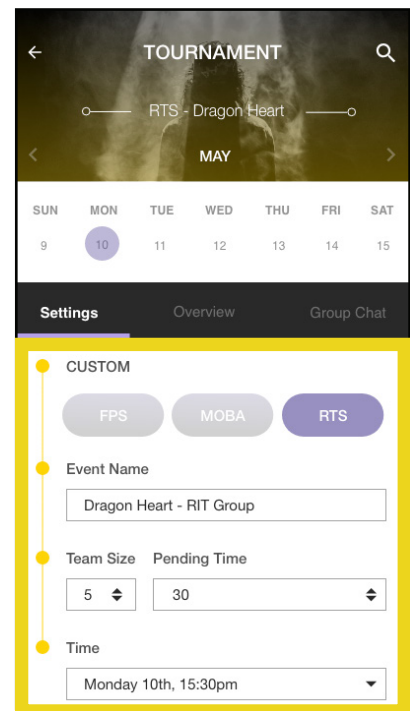 TOURNAMENT
RTS - Dragon Heart
MAY
SUN MON TUE WED THU FRI SAT
9 10 11 12 13 14 15
Settings Overview Group Chat
CUSTOM
FPS MOBA RTS
Event Name
Dragon Heart - RIT Group
Team Size Pending Time
5 30
Time
Monday 10th, 15:30pm